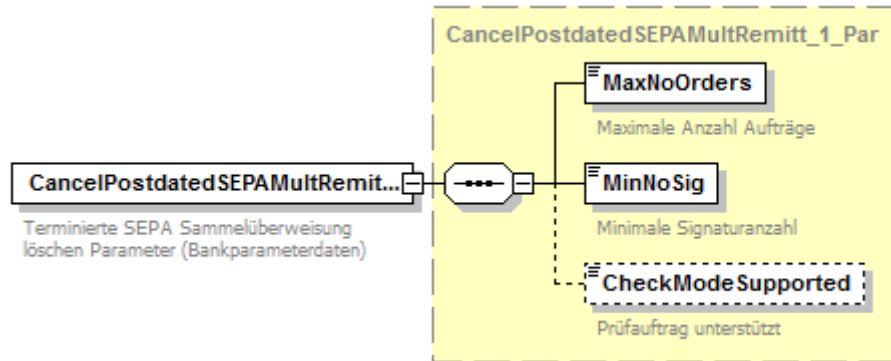 CancelPostdatedSEPAMultRemitt_1_Par
MaxNoOrders
Maximale Anzahl Aufträge
CancelPostdatedSEPAMultRemit...
Terminierte SEPA Sammelüberweisung
löschen Parameter (Bankparameterdaten)
MinNoSig
Minimale Signaturanzahl
CheckModeSupported
Prüfauftrag unterstützt